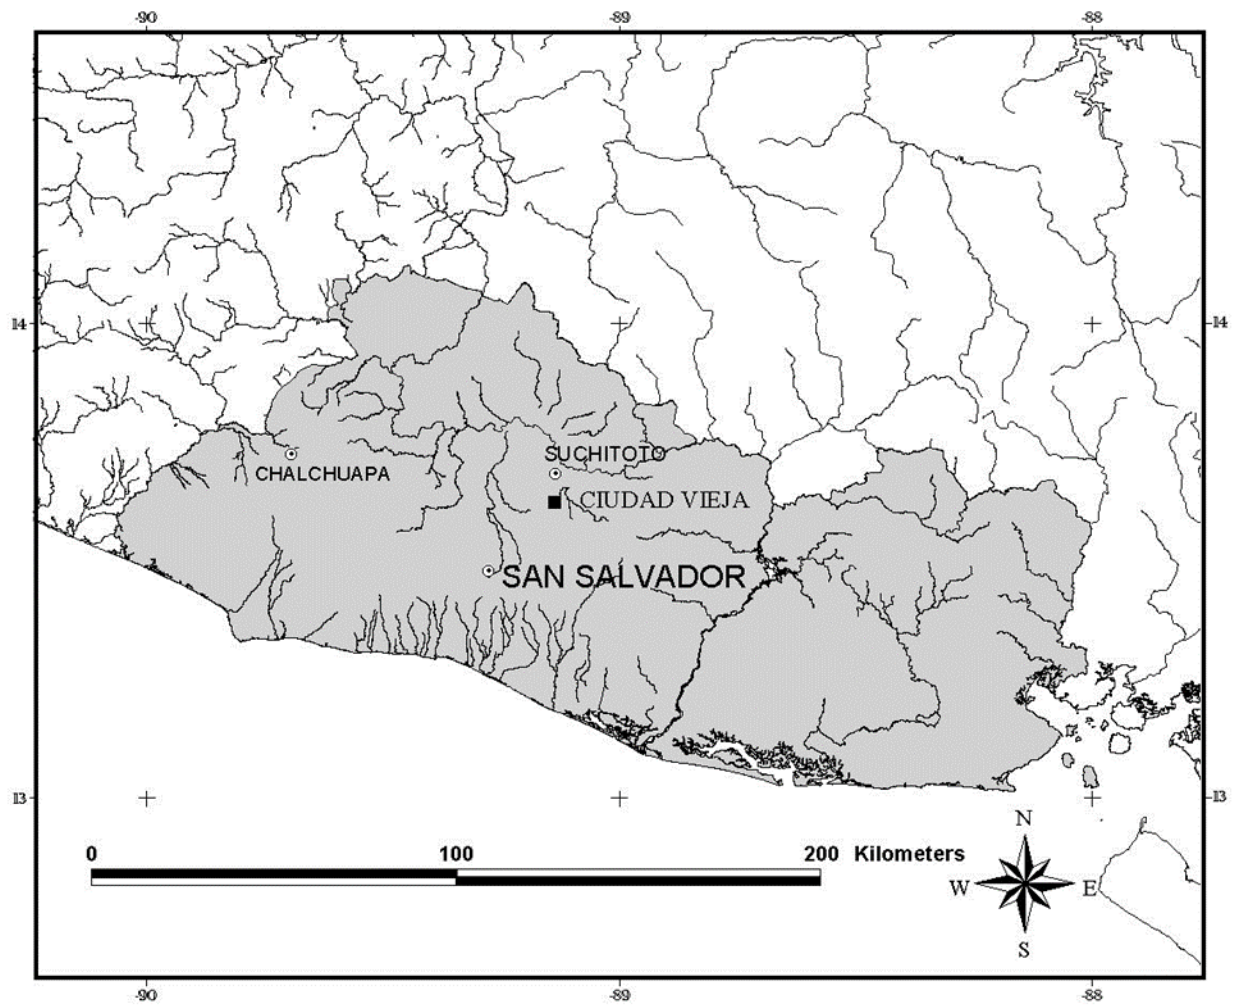 -90 -89 -88
14 14
SUCHITOTO
CHALCHUAPA
CIUDAD VIEJA
SAN SALVADOR
13 13
N
0 100 200 Kilometers
W E
S
-90 -89 -88